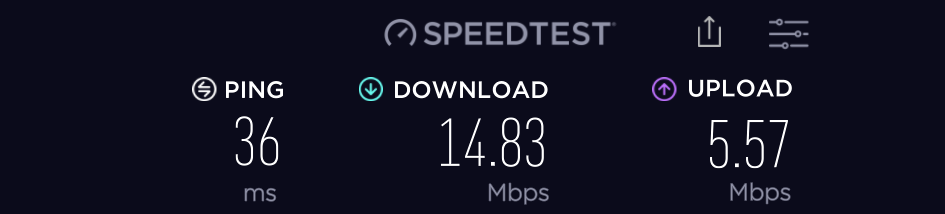 SPEEDTEST
PING DOWNLOAD UPLOAD
36 14.83 5.57
ms Mbps Mbps